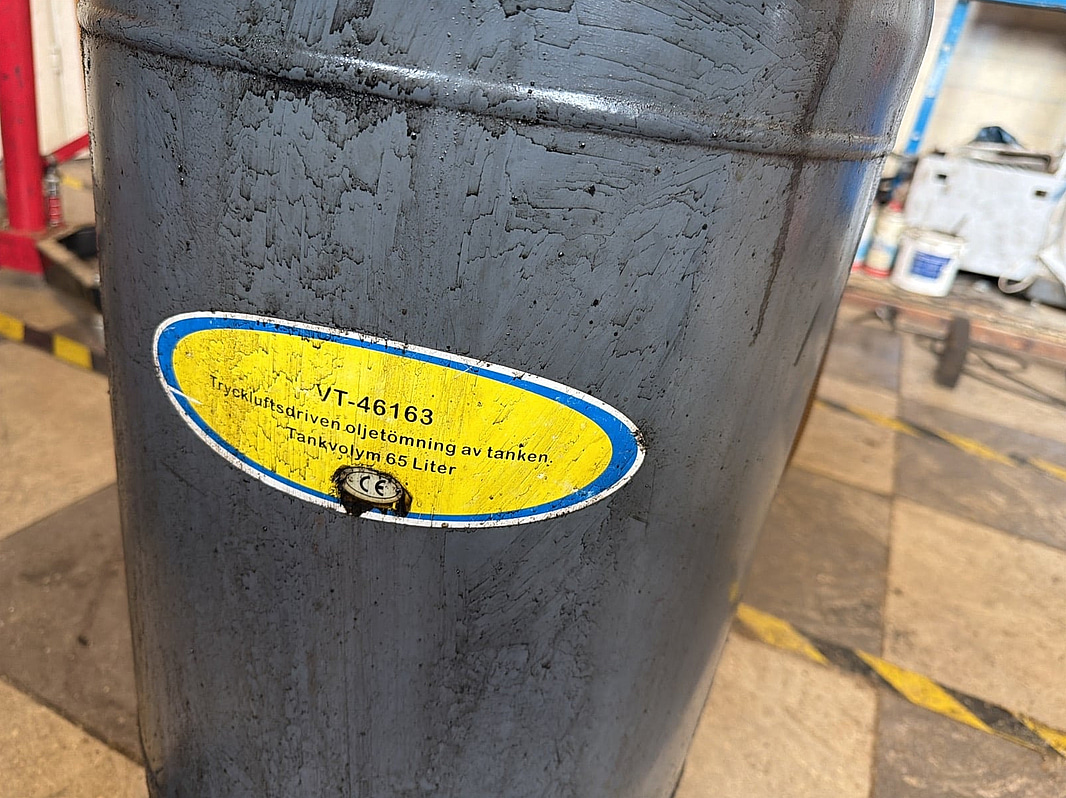 VT-46163
Tryckluftsdriven oljetömning av tanken.
Tankvolym 65 Liter
CE